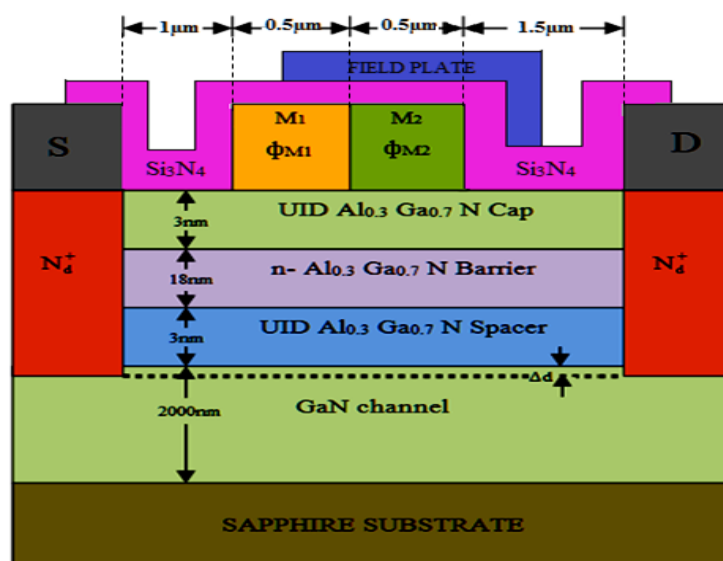 1μm 0.5μm 0.5μm 1.5μm
FIELD PLATE
S
M1
ΦM1
M2
ΦM2
D
Si3N4
Si3N4
3nm
UID Al0.3 Ga0.7 N Cap
Nd+
18nm
n- Al0.3 Ga0.7 N Barrier
Nd+
3nm
UID Al0.3 Ga0.7 N Spacer
Δd
2000nm
GaN channel
SAPPHIRE SUBSTRATE